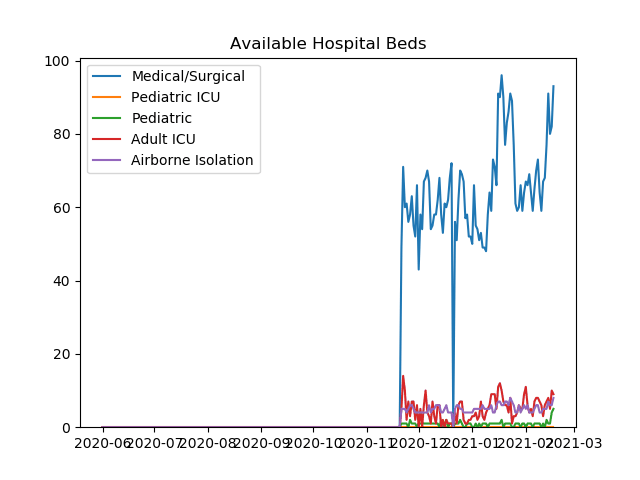 Available Hospital Beds
100
80
60
40
20
0
Medical/Surgical
Pediatric ICU
Pediatric
Adult ICU
Airborne Isolation
2020-06 2020-07 2020-08 2020-09 2020-10 2020-11 2020-12 2021-01 2021-02 2021-03